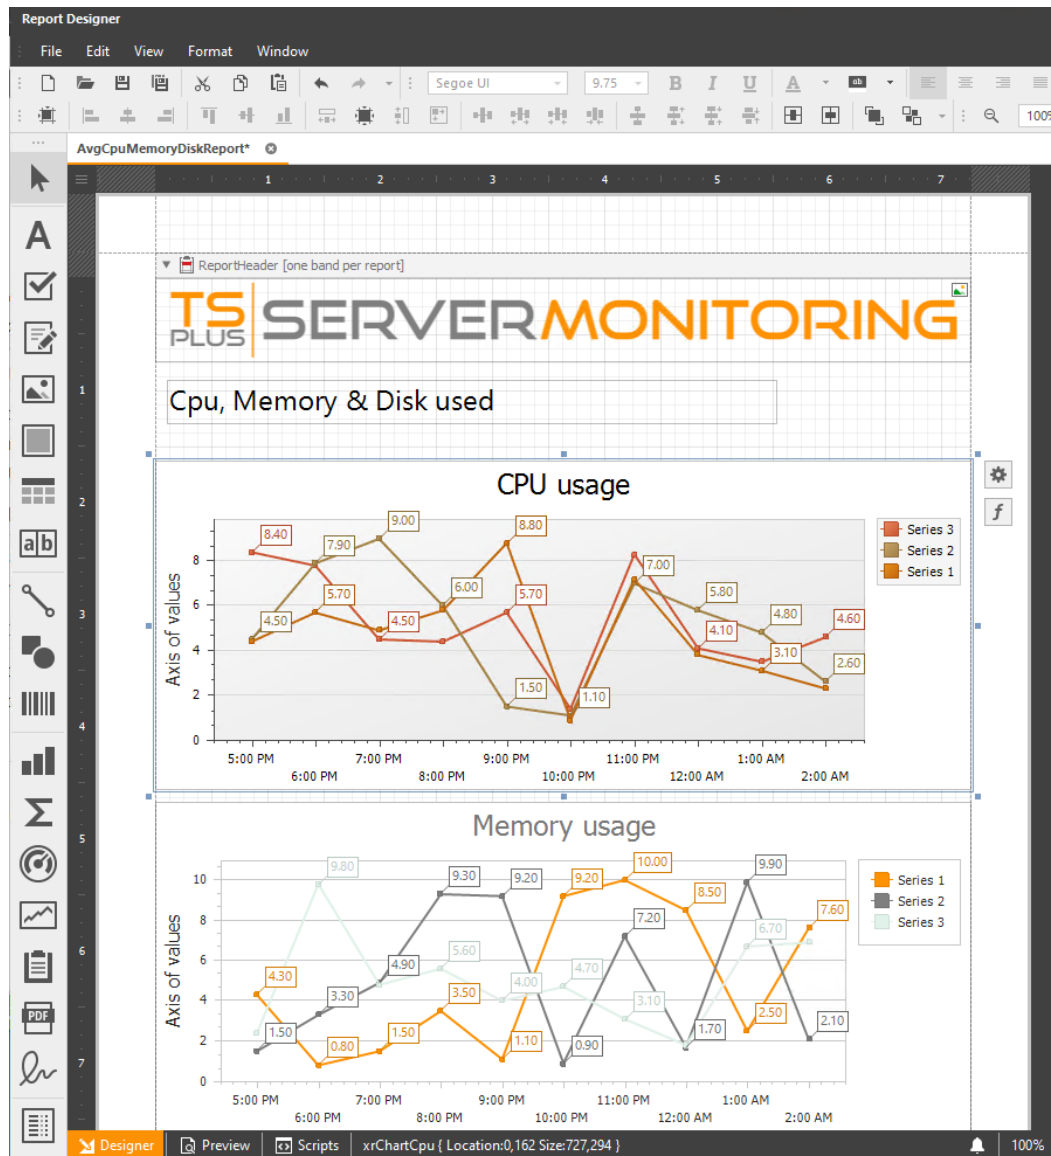 Report Designer
File Edit View Format Window
Segoe UI 9.75 B I U A ab
100%
AvgCpuMemoryDiskReport*
1 2 3 4 5 6 7
A
ReportHeader [one band per report]
TS PLUS SERVERMONITORING
1
Cpu, Memory & Disk used
2
CPU usage
8.40 7.90 9.00 8.80
Series 3
Series 2
Series 1
a|b
8
6
4
2
0
Axis of values
4.50 5.70 4.50 6.00 5.70 1.50 1.10 7.00 5.80 4.10 4.80 3.10 4.60 2.60
3
4
5:00 PM 7:00 PM 9:00 PM 11:00 PM 1:00 AM
6:00 PM 8:00 PM 10:00 PM 12:00 AM 2:00 AM
5
Memory usage
9.80 9.30 9.20 9.20 10.00 8.50 9.90 7.60
Series 1
Series 2
Series 3
10
8
6
4
2
0
Axis of values
4.30 1.50 3.30 0.80 4.90 1.50 5.60 3.50 4.00 1.10 4.70 0.90 7.20 3.10 1.70 6.70 2.50 2.10
6
PDF
7
5:00 PM 7:00 PM 9:00 PM 11:00 PM 1:00 AM
6:00 PM 8:00 PM 10:00 PM 12:00 AM 2:00 AM
Designer Preview Scripts xrChartCpu { Location:0,162 Size:727,294 } 100%